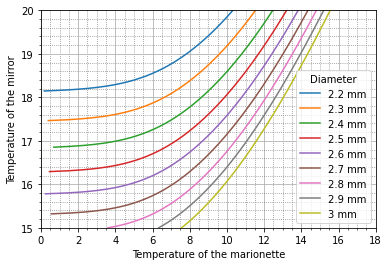 20
19
18
17
16
15
Temperature of the mirror
0
2
4
6
8
10
12
14
16
18
Temperature of the marionette
Diameter
2.2 mm
2.3 mm
2.4 mm
2.5 mm
2.6 mm
2.7 mm
2.8 mm
2.9 mm
3 mm